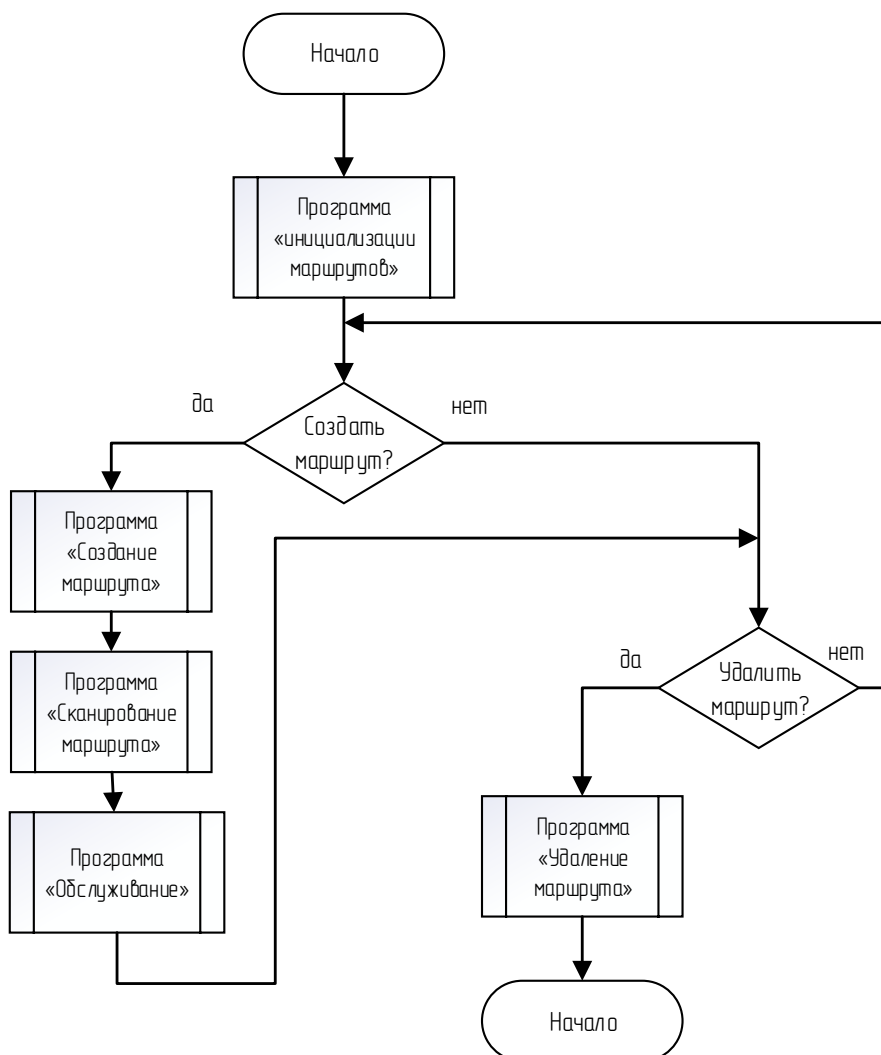 Начало
Программа
«инициализации
маршрутов»
да
нет
Создать
маршрут?
Программа
«Создание
маршрута»
Программа
«Сканирование
маршрута»
Программа
«Обслуживание»
да
нет
Удалить
маршрут?
Программа
«Удаление
маршрута»
Начало